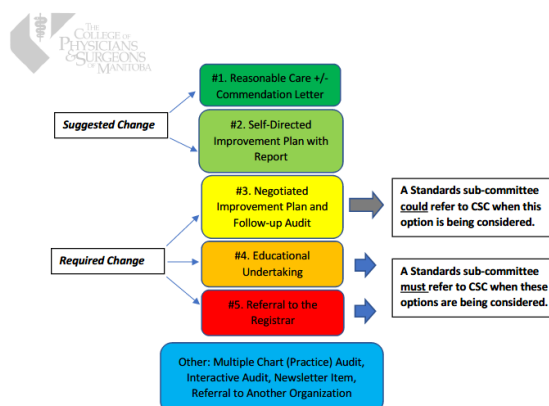 THE
COLLEGE OF
PHYSICIANS
& SURGEONS
OF MANITOBA
#1. Reasonable Care +/-
Commendation Letter
Suggested Change
#2. Self-Directed
Improvement Plan with
Report
#3. Negotiated
Improvement Plan and
Follow-up Audit
A Standards sub-committee
could refer to CSC when this
option is being considered.
Required Change
#4. Educational
Undertaking
A Standards sub-committee
must refer to CSC when these
options are being considered.
#5. Referral to the
Registrar
Other: Multiple Chart (Practice) Audit,
Interactive Audit, Newsletter Item,
Referral to Another Organization